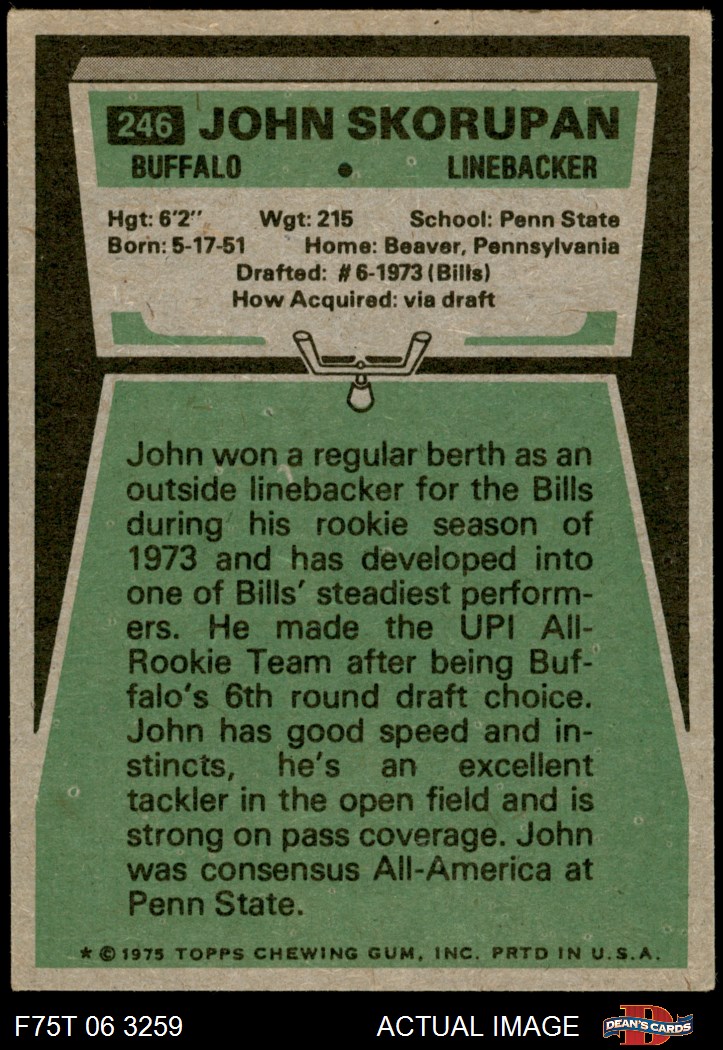 246 JOHN SKORUPAN
BUFFALO • LINEBACKER
Hgt: 6'2" Wgt: 215 School: Penn State
Born: 5-17-51 Home: Beaver, Pennsylvania
Drafted: #6-1973 (Bills)
How Acquired: via draft
John won a regular berth as an
outside linebacker for the Bills
during his rookie season of
1973 and has developed into
one of Bills' steadiest perform-
ers. He made the UPI All-
Rookie Team after being Buf-
falo's 6th round draft choice.
John has good speed and in-
stincts, he's an excellent
tackler in the open field and is
strong on pass coverage. John
was consensus All-America at
Penn State.
* © 1975 TOPPS CHEWING GUM, INC. PRTD IN U.S.A.
F75T 06 3259 ACTUAL IMAGE D DEAN'S CARDS